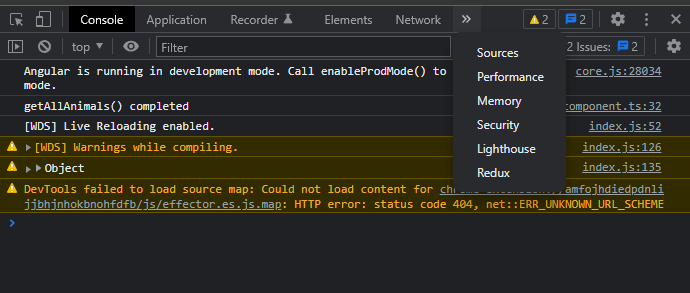 Console Application Recorder Elements Network » 2 2
top Filter 2 Issues: 2
Sources
Performance
Memory
Security
Lighthouse
Redux
Angular is running in development mode. Call enableProdMode() to core.js:28034
mode.
getAllAnimals() completed component.ts:32
[WDS] Live Reloading enabled. index.js:52
[WDS] Warnings while compiling. index.js:126
Object index.js:135
DevTools failed to load source map: Could not load content for
jjbhjnhokbnohfdfb/js/effector.es.js.map: HTTP error: status code 404, net::ERR_UNKNOWN_URL_SCHEME